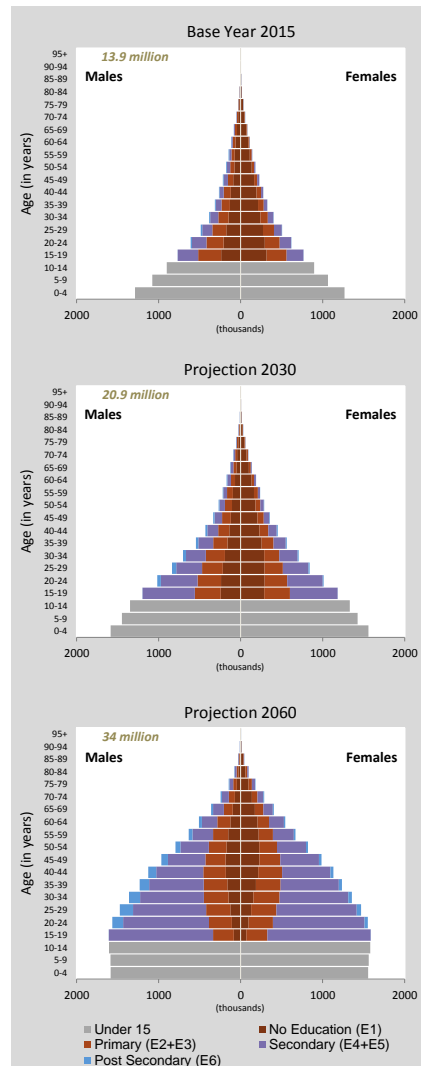 Base Year 2015
13.9 million
Males
Females
Age (in years)
95+
90-94
85-89
80-84
75-79
70-74
65-69
60-64
55-59
50-54
45-49
40-44
35-39
30-34
25-29
20-24
15-19
10-14
5-9
0-4
2000 1000 0 1000 2000
(thousands)
Projection 2030
20.9 million
Males
Females
Age (in years)
95+
90-94
85-89
80-84
75-79
70-74
65-69
60-64
55-59
50-54
45-49
40-44
35-39
30-34
25-29
20-24
15-19
10-14
5-9
0-4
2000 1000 0 1000 2000
(thousands)
Projection 2060
34 million
Males
Females
Age (in years)
95+
90-94
85-89
80-84
75-79
70-74
65-69
60-64
55-59
50-54
45-49
40-44
35-39
30-34
25-29
20-24
15-19
10-14
5-9
0-4
2000 1000 0 1000 2000
(thousands)
Under 15
No Education (E1)
Primary (E2+E3)
Secondary (E4+E5)
Post Secondary (E6)